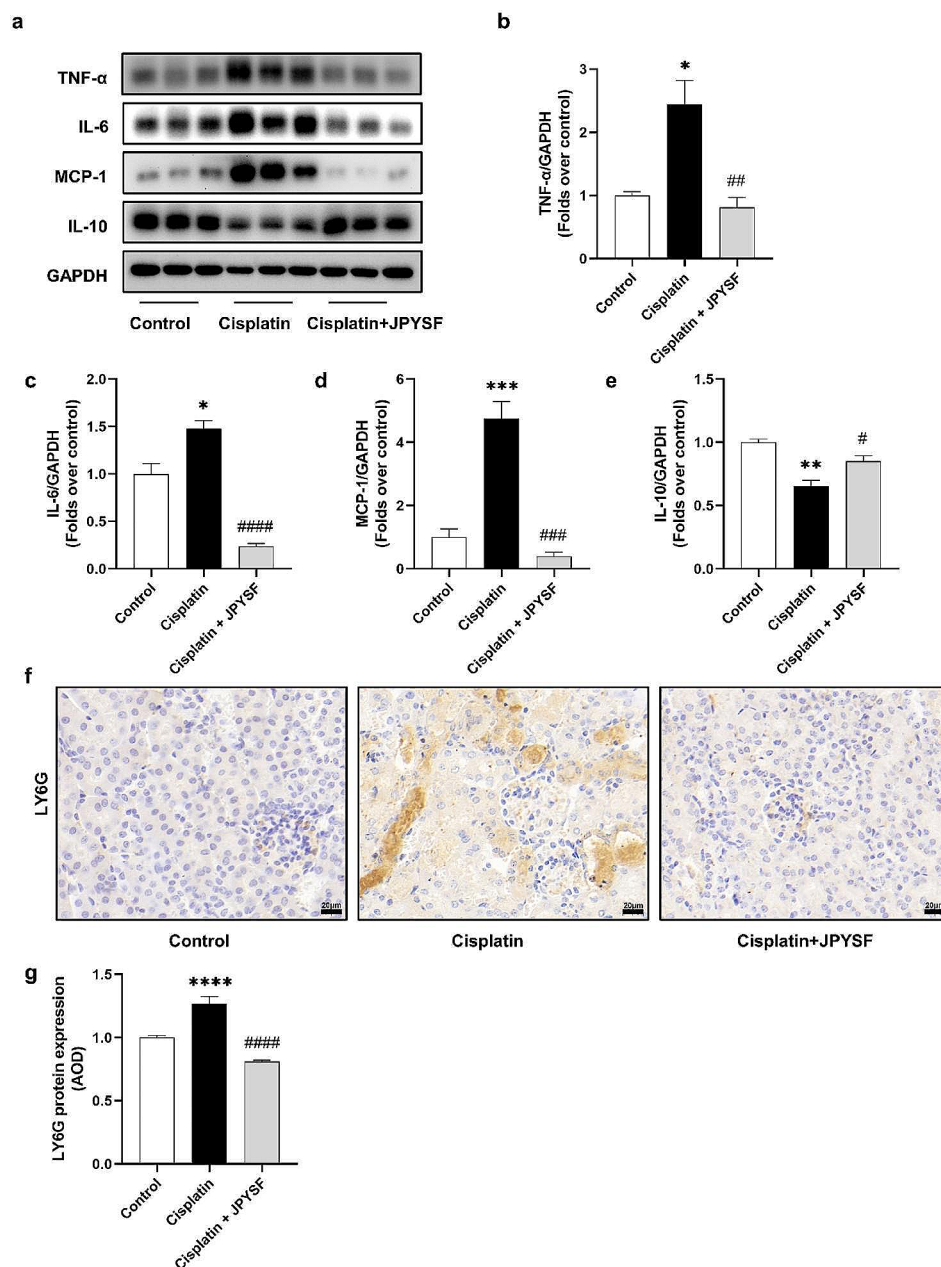 a
TNF-α
IL-6
MCP-1
IL-10
GAPDH
Control Cisplatin Cisplatin+JPYSF
b
TNF-α/GAPDH
(Folds over control)
3
2
1
0
*
##
Control
Cisplatin
Cisplatin + JPYSF
c
IL-6/GAPDH
(Folds over control)
2.0
1.5
1.0
0.5
0.0
*
####
Control
Cisplatin
Cisplatin + JPYSF
d
MCP-1/GAPDH
(Folds over control)
6
4
2
0
***
###
Control
Cisplatin
Cisplatin + JPYSF
e
IL-10/GAPDH
(Folds over control)
1.5
1.0
0.5
0.0
**
#
Control
Cisplatin
Cisplatin + JPYSF
f
LY6G
20μm
20μm
20μm
Control Cisplatin Cisplatin+JPYSF
g
LY6G protein expression
(AOD)
1.5
1.0
0.5
0.0
****
####
Control
Cisplatin
Cisplatin + JPYSF